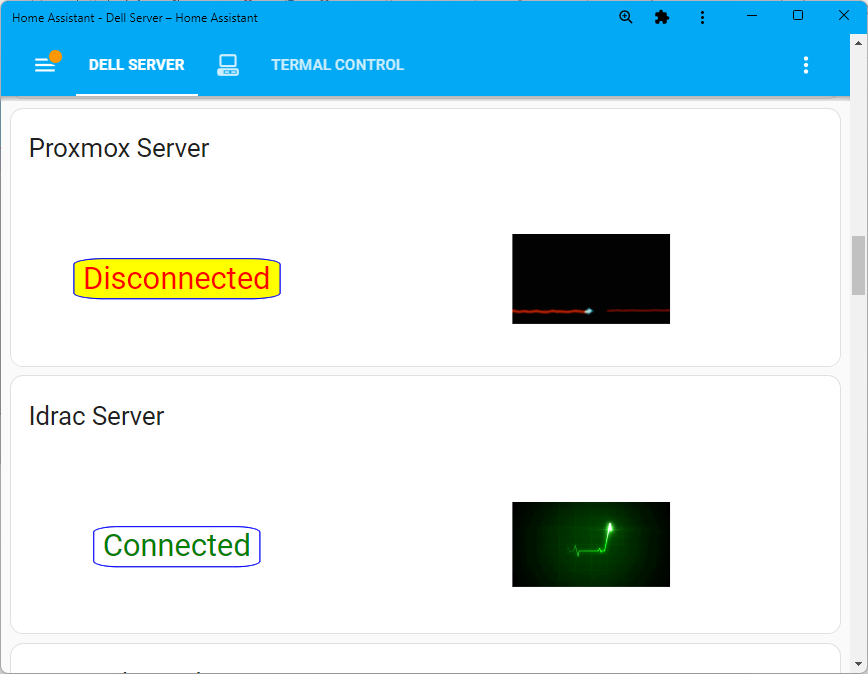 Home Assistant - Dell Server – Home Assistant
DELL SERVER
TERMAL CONTROL
Proxmox Server
Disconnected
Idrac Server
Connected